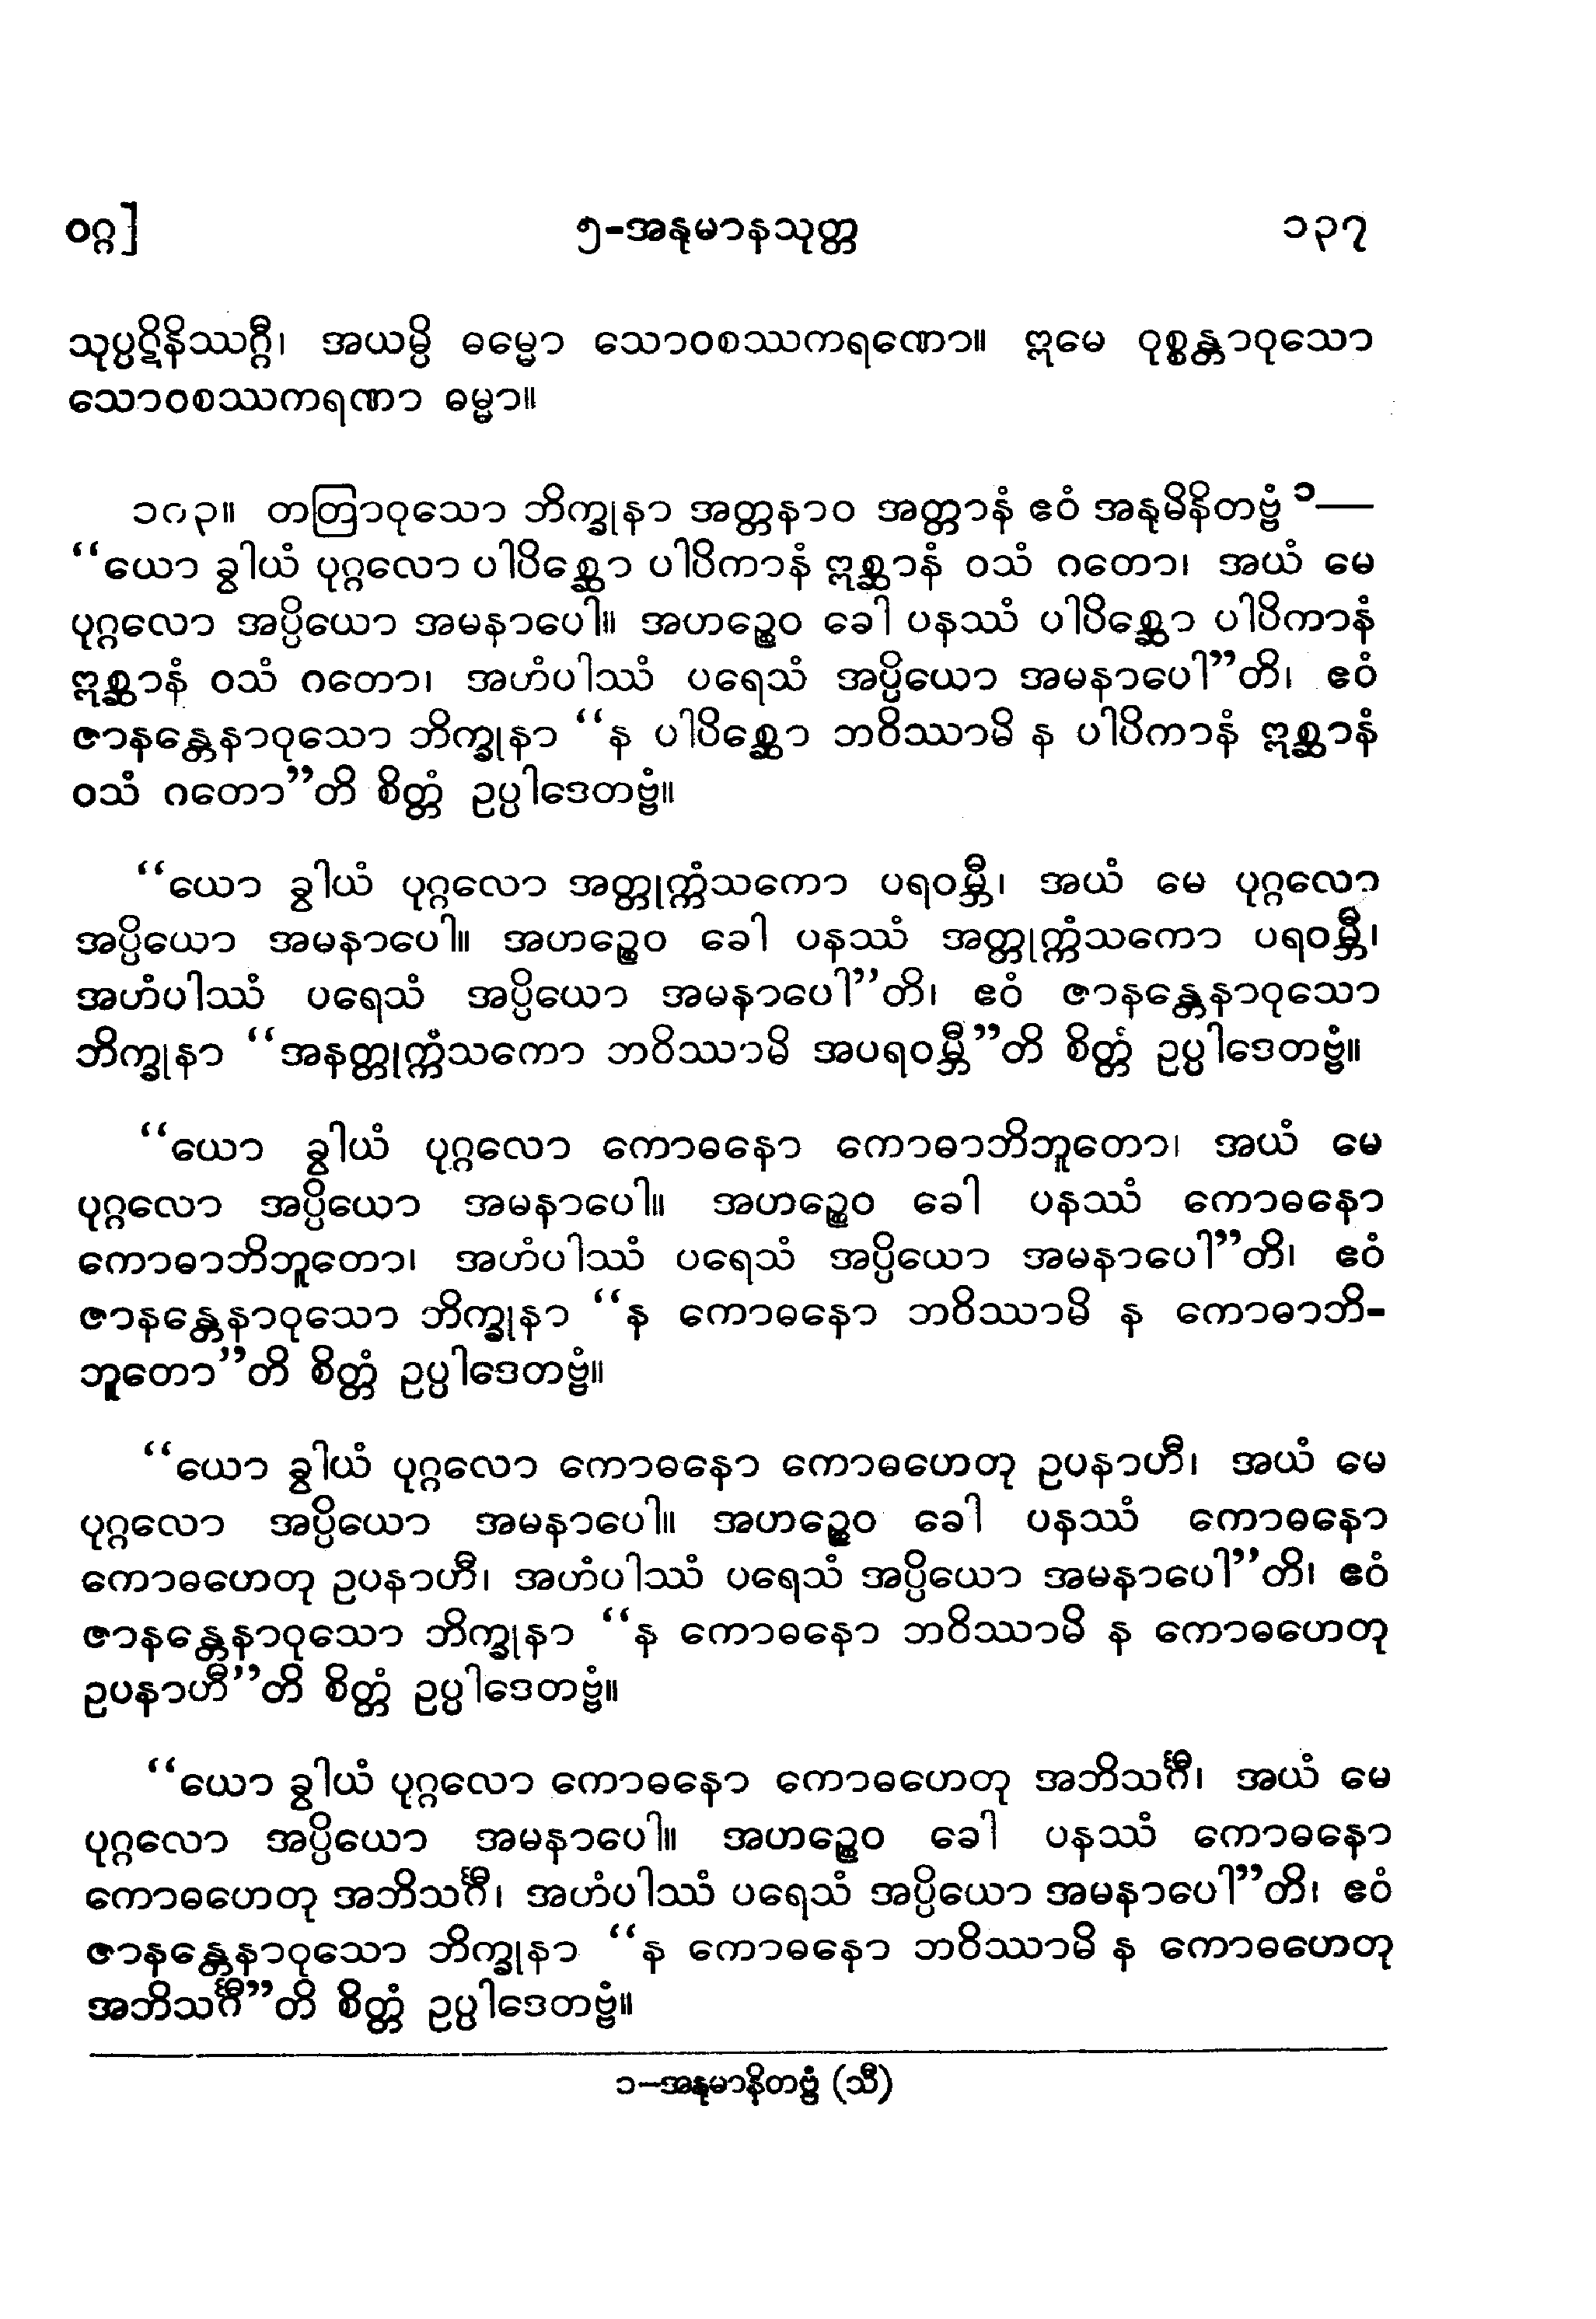 ဝဂ္ဂ] ၅-အနုမာနသုတ္တ ၁၃၇
သုပ္ပဋိနိဿဂ္ဂီ၊ အယမ္ပိ ဓမ္မော သောဝစဿကရဏော။ ဣမေ ဝုစ္စန္တာဝုသော
သောဝစဿကရဏာ ဓမ္မာ။
၁၈၃။ တတြာဝုသော ဘိက္ခုနာ အတ္တနာဝ အတ္တာနံ ဧဝံ အနုမိနိတဗ္ဗံ ၁—
“ယော ခွါယံ ပုဂ္ဂလော ပါပိစ္ဆော ပါပိကာနံ ဣစ္ဆာနံ ဝသံ ဂတော၊ အယံ မေ
ပုဂ္ဂလော အပ္ပိယော အမနာပေါ။ အဟဉ္စေဝ ခေါ ပနဿံ ပါပိစ္ဆော ပါပိကာနံ
ဣစ္ဆာနံ ဝသံ ဂတော၊ အဟံပါဿံ ပရေသံ အပ္ပိယော အမနာပေါ”တိ၊ ဧဝံ
ဇာနန္တေနာဝုသော ဘိက္ခုနာ “န ပါပိစ္ဆော ဘဝိဿာမိ န ပါပိကာနံ ဣစ္ဆာနံ
ဝသံ ဂတော”တိ စိတ္တံ ဥပ္ပါဒေတဗ္ဗံ။
“ယော ခွါယံ ပုဂ္ဂလော အတ္တုက္ကံသကော ပရဝမ္ဘီ၊ အယံ မေ ပုဂ္ဂလော
အပ္ပိယော အမနာပေါ။ အဟဉ္စေဝ ခေါ ပနဿံ အတ္တုက္ကံသကော ပရဝမ္ဘီ၊
အဟံပါဿံ ပရေသံ အပ္ပိယော အမနာပေါ”တိ၊ ဧဝံ ဇာနန္တေနာဝုသော
ဘိက္ခုနာ “အနတ္တုက္ကံသကော ဘဝိဿာမိ အပရဝမ္ဘီ”တိ စိတ္တံ ဥပ္ပါဒေတဗ္ဗံ။
“ယော ခွါယံ ပုဂ္ဂလော ကောဓနော ကောဓာဘိဘူတော၊ အယံ မေ
ပုဂ္ဂလော အပ္ပိယော အမနာပေါ။ အဟဉ္စေဝ ခေါ ပနဿံ ကောဓနော
ကောဓာဘိဘူတော၊ အဟံပါဿံ ပရေသံ အပ္ပိယော အမနာပေါ”တိ၊ ဧဝံ
ဇာနန္တေနာဝုသော ဘိက္ခုနာ “န ကောဓနော ဘဝိဿာမိ န ကောဓာဘိ-
ဘူတော”တိ စိတ္တံ ဥပ္ပါဒေတဗ္ဗံ။
“ယော ခွါယံ ပုဂ္ဂလော ကောဓနော ကောဓဟေတု ဥပနာဟီ၊ အယံ မေ
ပုဂ္ဂလော အပ္ပိယော အမနာပေါ။ အဟဉ္စေဝ ခေါ ပနဿံ ကောဓနော
ကောဓဟေတု ဥပနာဟီ၊ အဟံပါဿံ ပရေသံ အပ္ပိယော အမနာပေါ”တိ၊ ဧဝံ
ဇာနန္တေနာဝုသော ဘိက္ခုနာ “န ကောဓနော ဘဝိဿာမိ န ကောဓဟေတု
ဥပနာဟီ”တိ စိတ္တံ ဥပ္ပါဒေတဗ္ဗံ။
“ယော ခွါယံ ပုဂ္ဂလော ကောဓနော ကောဓဟေတု အဘိသင်္ဂီ၊ အယံ မေ
ပုဂ္ဂလော အပ္ပိယော အမနာပေါ။ အဟဉ္စေဝ ခေါ ပနဿံ ကောဓနော
ကောဓဟေတု အဘိသင်္ဂီ၊ အဟံပါဿံ ပရေသံ အပ္ပိယော အမနာပေါ”တိ၊ ဧဝံ
ဇာနန္တေနာဝုသော ဘိက္ခုနာ “န ကောဓနော ဘဝိဿာမိ န ကောဓဟေတု
အဘိသင်္ဂီ”တိ စိတ္တံ ဥပ္ပါဒေတဗ္ဗံ။
၁–အနုမာနိတဗ္ဗံ (သီ)